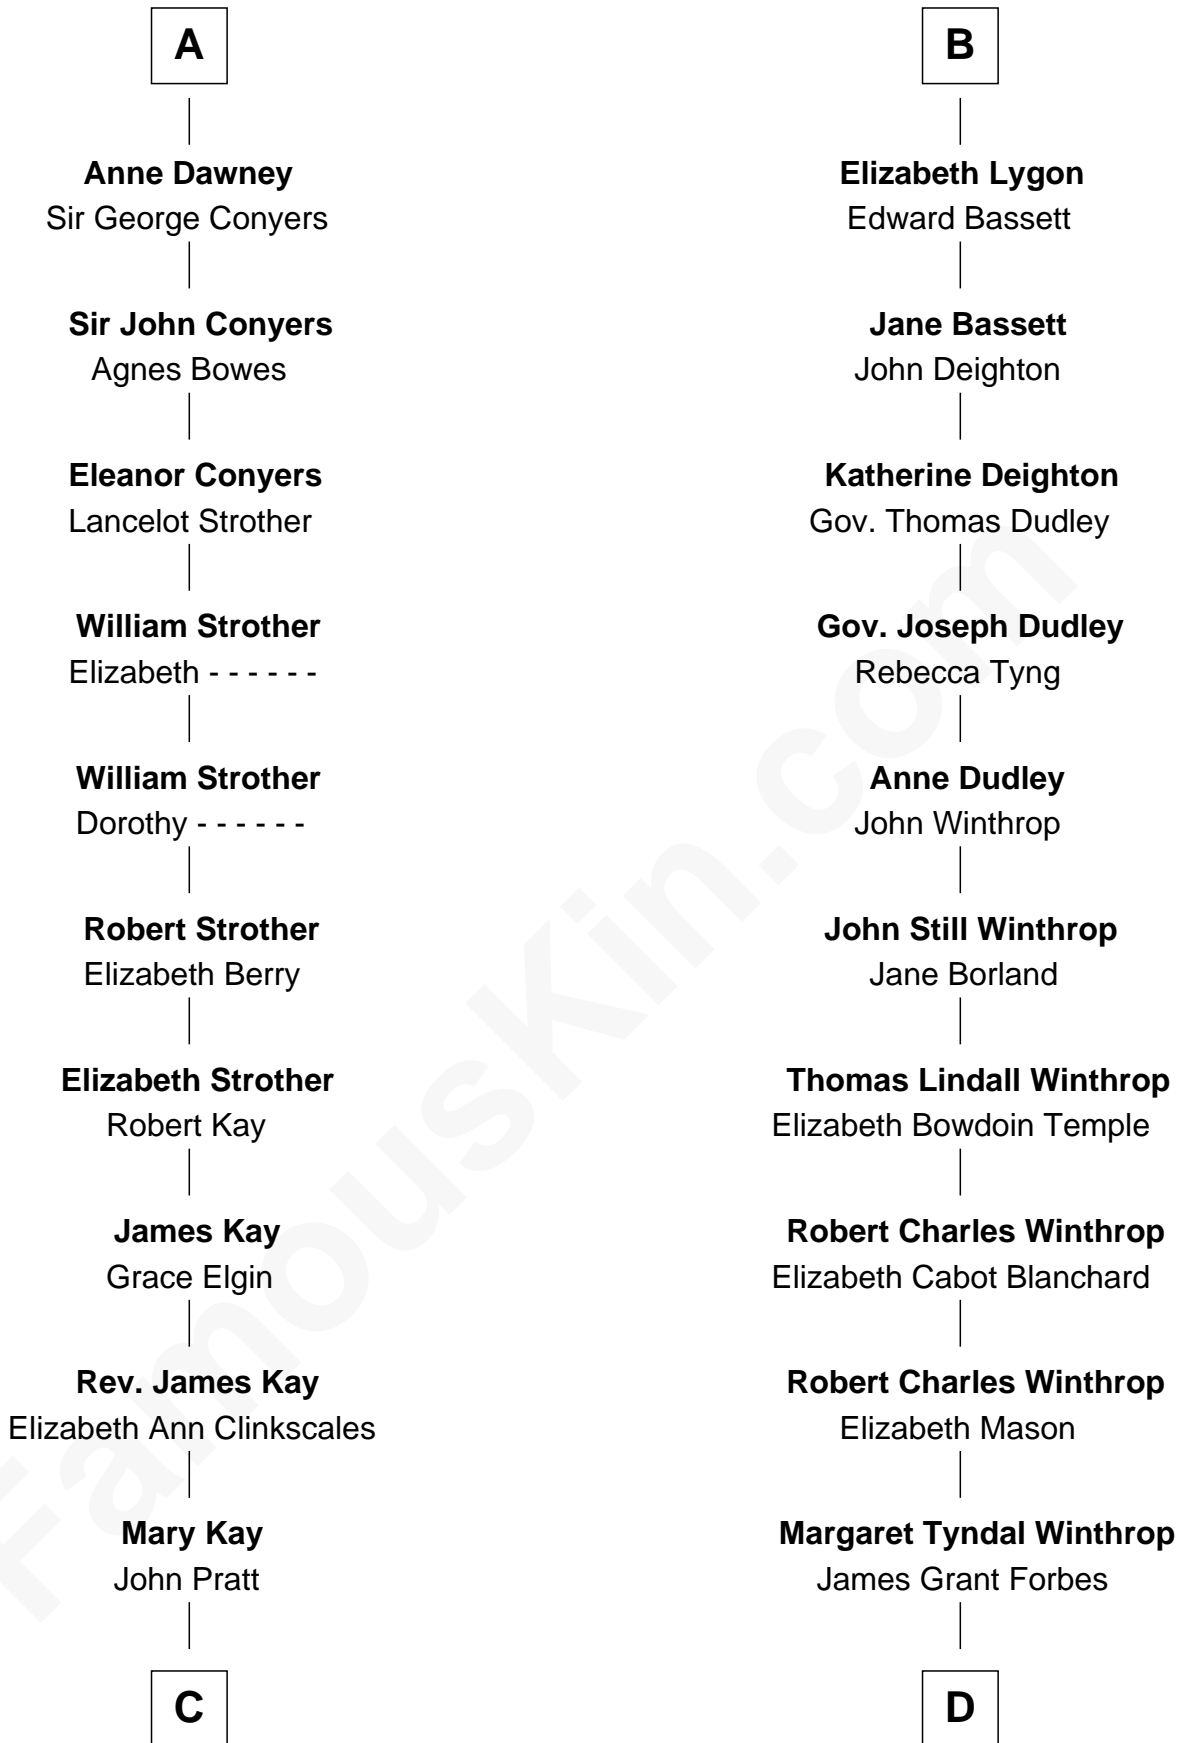 A
Anne Dawney
Sir George Conyers
Sir John Conyers
Agnes Bowes
Eleanor Conyers
Lancelot Strother
William Strother
Elizabeth - - - - - -
William Strother
Dorothy - - - - - -
Robert Strother
Elizabeth Berry
Elizabeth Strother
Robert Kay
James Kay
Grace Elgin
Rev. James Kay
Elizabeth Ann Clinkscales
Mary Kay
John Pratt
C
B
Elizabeth Lygon
Edward Bassett
Jane Bassett
John Deighton
Katherine Deighton
Gov. Thomas Dudley
Gov. Joseph Dudley
Rebecca Tyng
Anne Dudley
John Winthrop
John Still Winthrop
Jane Borland
Thomas Lindall Winthrop
Elizabeth Bowdoin Temple
Robert Charles Winthrop
Elizabeth Cabot Blanchard
Robert Charles Winthrop
Elizabeth Mason
Margaret Tyndal Winthrop
James Grant Forbes
D
FamousKin.com